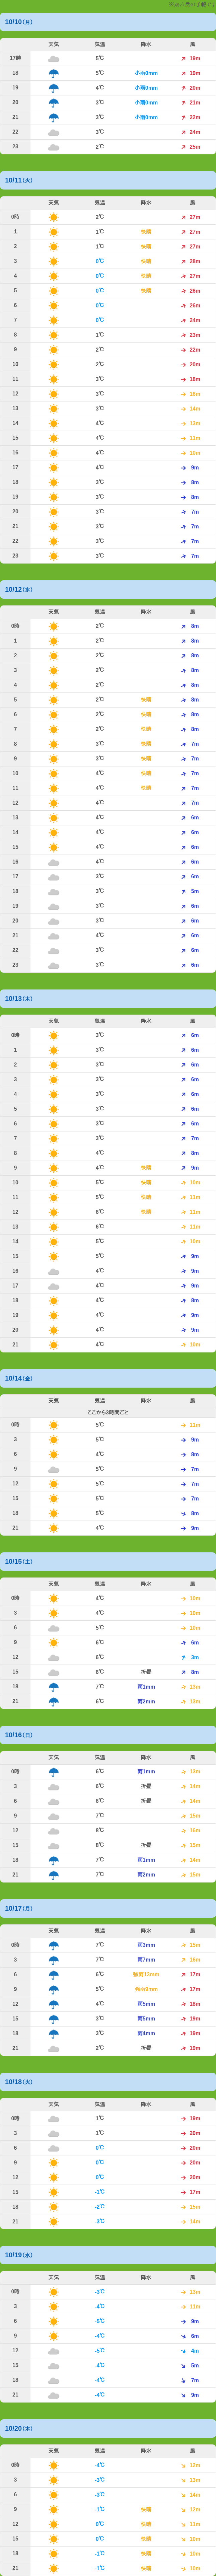 10/10(月)
天気 気温 降水 風
17時 5℃ 19m
18 5℃ 小雨0mm 19m
19 4℃ 小雨0mm 20m
20 3℃ 小雨0mm 21m
21 3℃ 小雨0mm 22m
22 3℃ 24m
23 2℃ 25m
10/11(火)
天気 気温 降水 風
0時 2℃ 27m
1 1℃ 快晴 27m
2 1℃ 快晴 27m
3 0℃ 快晴 28m
4 0℃ 快晴 27m
5 0℃ 快晴 26m
6 0℃ 26m
7 0℃ 24m
8 1℃ 23m
9 2℃ 22m
10 2℃ 20m
11 3℃ 18m
12 3℃ 16m
13 3℃ 14m
14 4℃ 13m
15 4℃ 11m
16 4℃ 10m
17 4℃ 9m
18 3℃ 8m
19 3℃ 8m
20 3℃ 7m
21 3℃ 7m
22 3℃ 7m
23 3℃ 7m
10/12(水)
天気 気温 降水 風
0時 2℃ 8m
1 2℃ 8m
2 2℃ 8m
3 2℃ 8m
4 2℃ 8m
5 2℃ 快晴 8m
6 2℃ 快晴 8m
7 2℃ 快晴 8m
8 3℃ 快晴 7m
9 3℃ 快晴 7m
10 4℃ 快晴 7m
11 4℃ 快晴 7m
12 4℃ 7m
13 4℃ 6m
14 4℃ 6m
15 4℃ 6m
16 4℃ 6m
17 3℃ 6m
18 3℃ 5m
19 3℃ 6m
20 3℃ 6m
21 4℃ 6m
22 3℃ 6m
23 3℃ 6m
10/13(木)
天気 気温 降水 風
0時 3℃ 6m
1 3℃ 6m
2 3℃ 6m
3 3℃ 6m
4 3℃ 6m
5 3℃ 6m
6 3℃ 6m
7 3℃ 7m
8 4℃ 8m
9 4℃ 快晴 9m
10 5℃ 快晴 10m
11 5℃ 快晴 11m
12 6℃ 快晴 11m
13 6℃ 11m
14 5℃ 10m
15 5℃ 9m
16 4℃ 9m
17 4℃ 9m
18 4℃ 8m
19 4℃ 9m
20 4℃ 9m
21 4℃ 10m
10/14(金)
天気 気温 降水 風
ここから3時間ごと
0時 5℃ 11m
3 5℃ 9m
6 4℃ 8m
9 5℃ 7m
12 5℃ 7m
15 5℃ 7m
18 5℃ 8m
21 4℃ 9m
10/15(土)
天気 気温 降水 風
0時 4℃ 10m
3 4℃ 10m
6 5℃ 10m
9 6℃ 6m
12 6℃ 3m
15 6℃ 折畳 8m
18 7℃ 雨1mm 13m
21 6℃ 雨2mm 13m
10/16(日)
天気 気温 降水 風
0時 6℃ 雨1mm 13m
3 6℃ 折畳 14m
6 6℃ 折畳 14m
9 7℃ 15m
12 8℃ 16m
15 8℃ 折畳 15m
18 7℃ 雨1mm 14m
21 7℃ 雨2mm 15m
10/17(月)
天気 気温 降水 風
0時 7℃ 雨3mm 15m
3 7℃ 雨7mm 16m
6 8℃ 強雨13mm 17m
9 5℃ 強雨8mm 17m
12 4℃ 雨5mm 18m
15 3℃ 雨5mm 19m
18 3℃ 雨4mm 19m
21 2℃ 折畳 19m
10/18(火)
天気 気温 降水 風
0時 1℃ 19m
3 1℃ 20m
6 0℃ 20m
9 0℃ 20m
12 0℃ 20m
15 -1℃ 17m
18 -2℃ 15m
21 -3℃ 14m
10/19(水)
天気 気温 降水 風
0時 -3℃ 13m
3 -4℃ 11m
6 -5℃ 9m
9 -4℃ 6m
12 -5℃ 4m
15 -4℃ 5m
18 -4℃ 7m
21 -4℃ 9m
10/20(木)
天気 気温 降水 風
0時 -4℃ 12m
3 -3℃ 13m
6 -3℃ 14m
9 -1℃ 快晴 12m
12 0℃ 快晴 11m
15 0℃ 快晴 10m
18 -1℃ 快晴 10m
21 -1℃ 快晴 10m